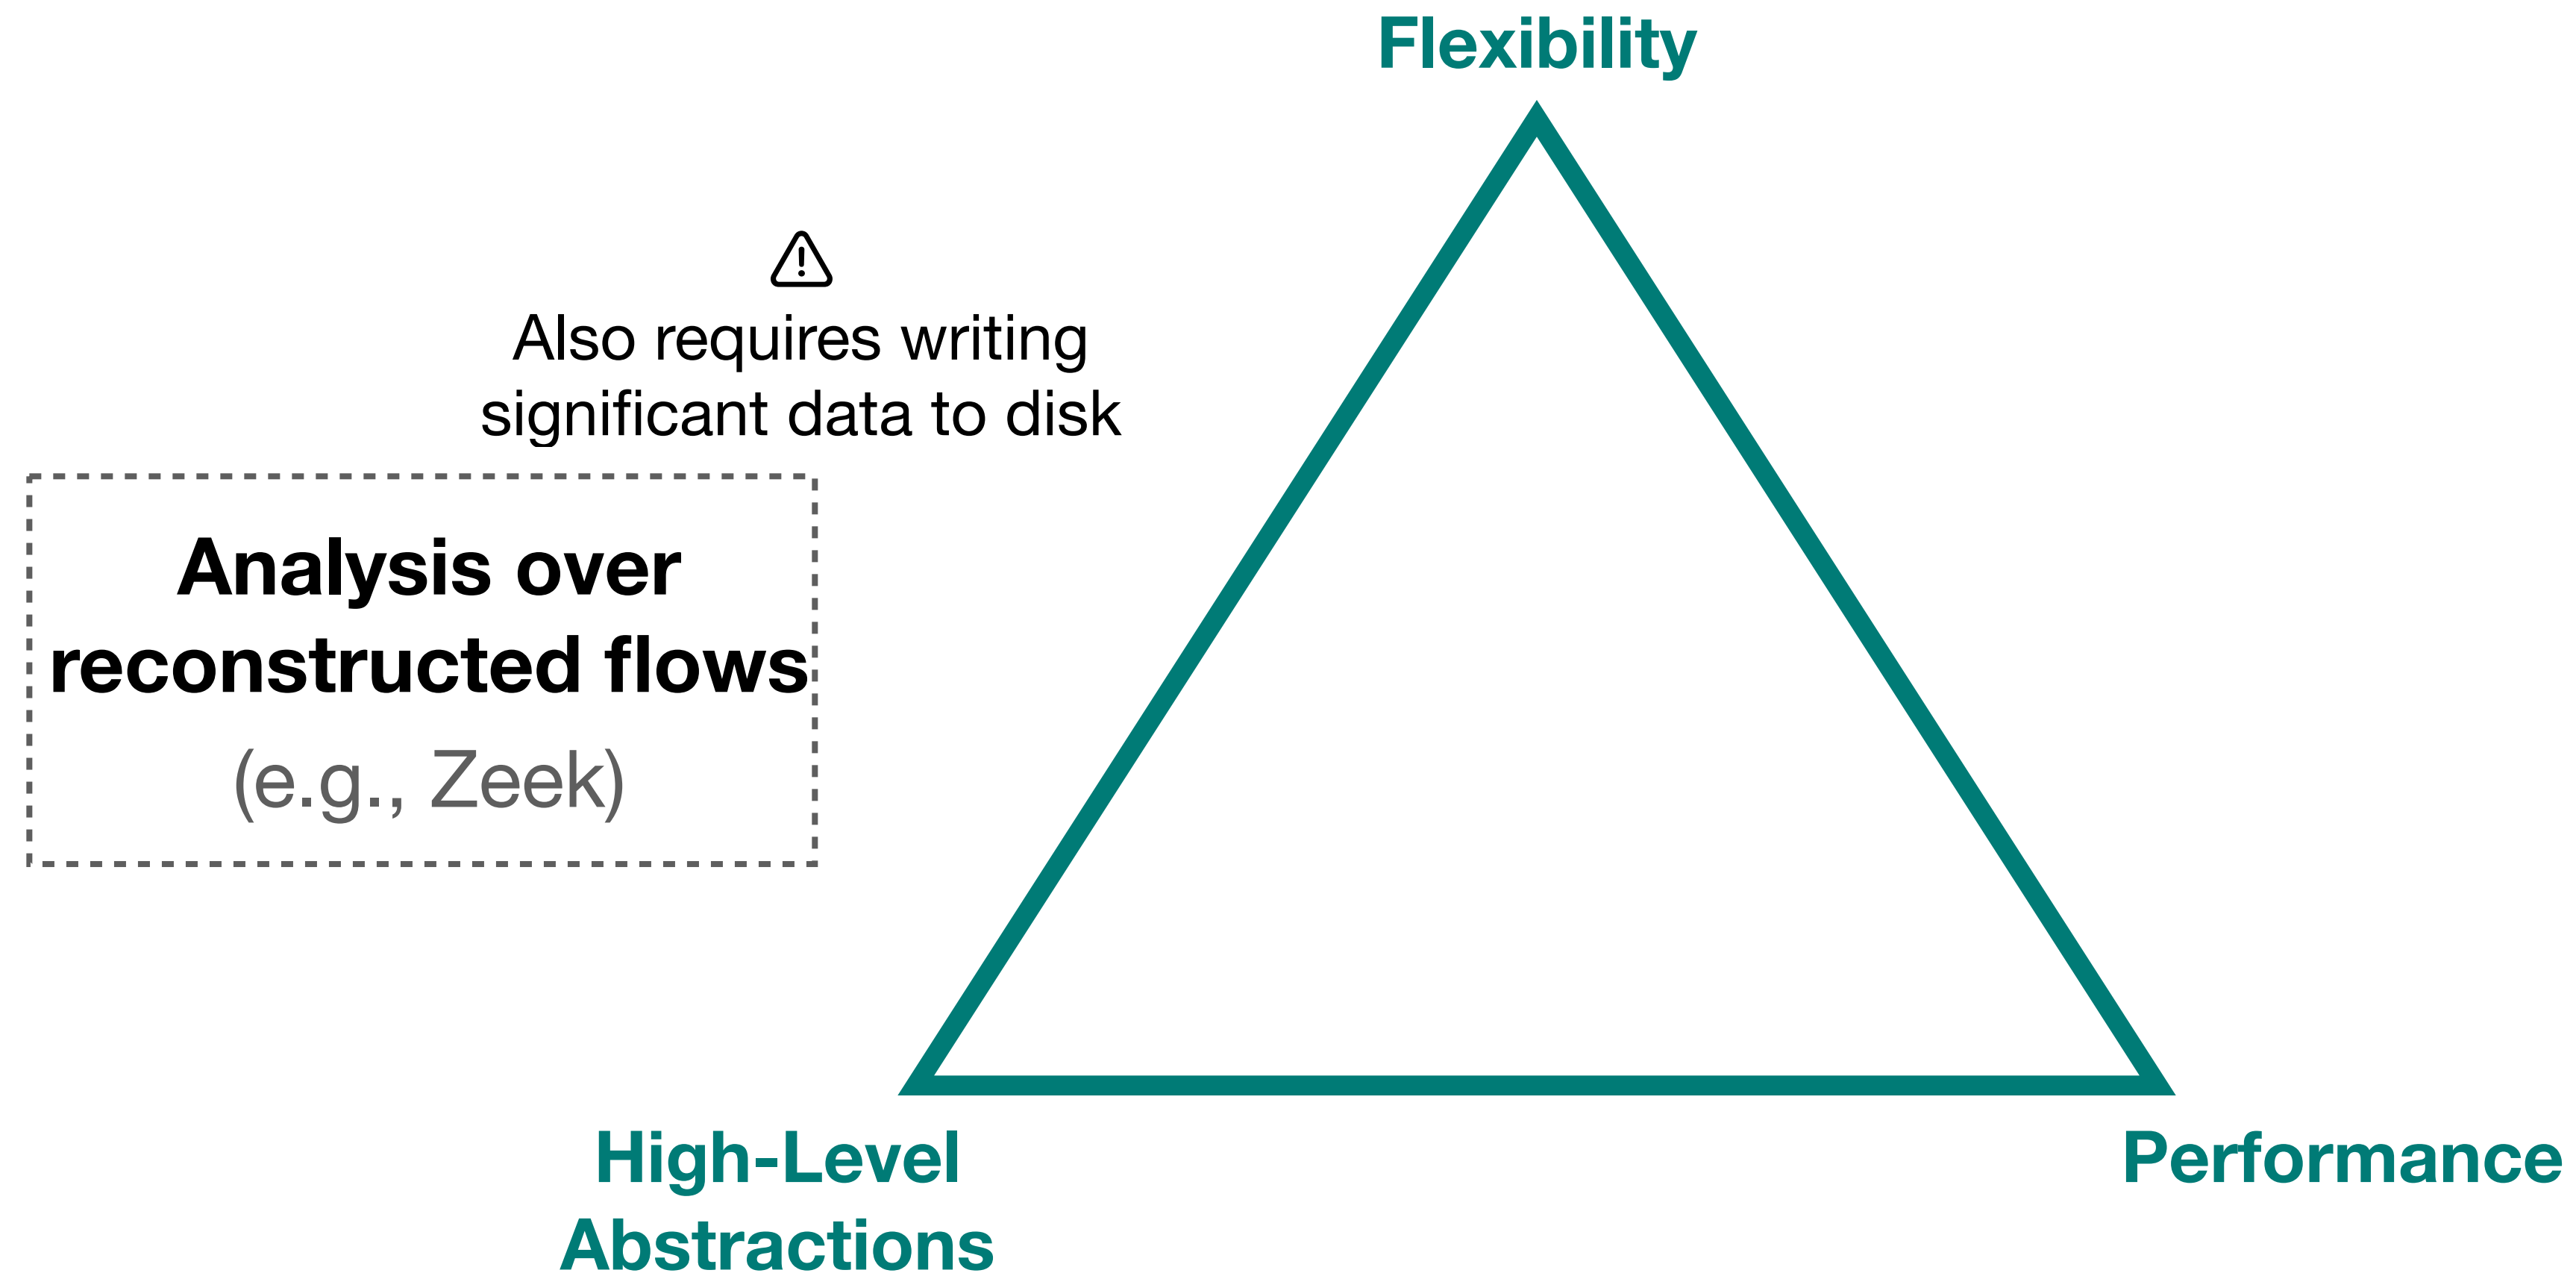 Flexibility
Also requires writing
significant data to disk
Analysis over
reconstructed flows
(e.g., Zeek)
High-Level
Abstractions
Performance